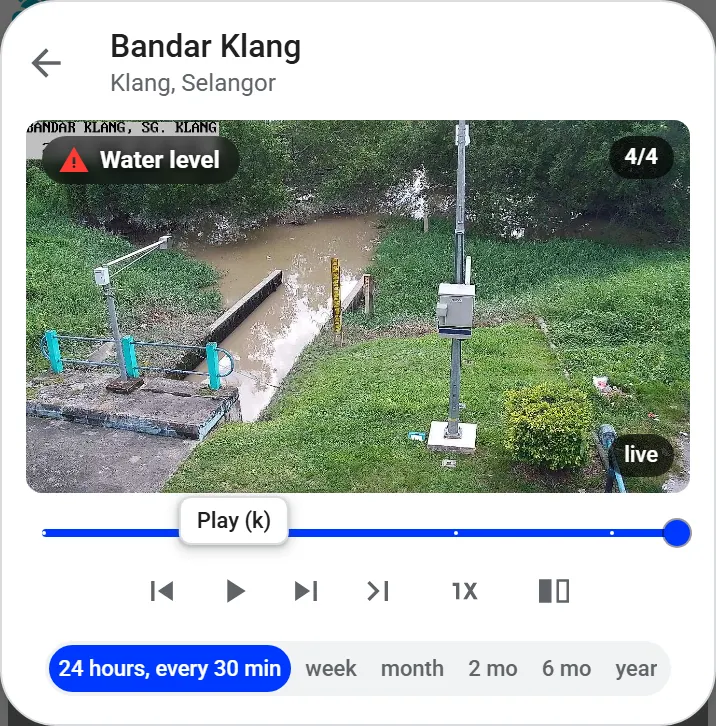 Bandar Klang
Klang, Selangor
BANDAR KLANG, SG. KLANG
Water level
4/4
live
Play (k)
1X
24 hours, every 30 min
week
month
2 mo
6 mo
year